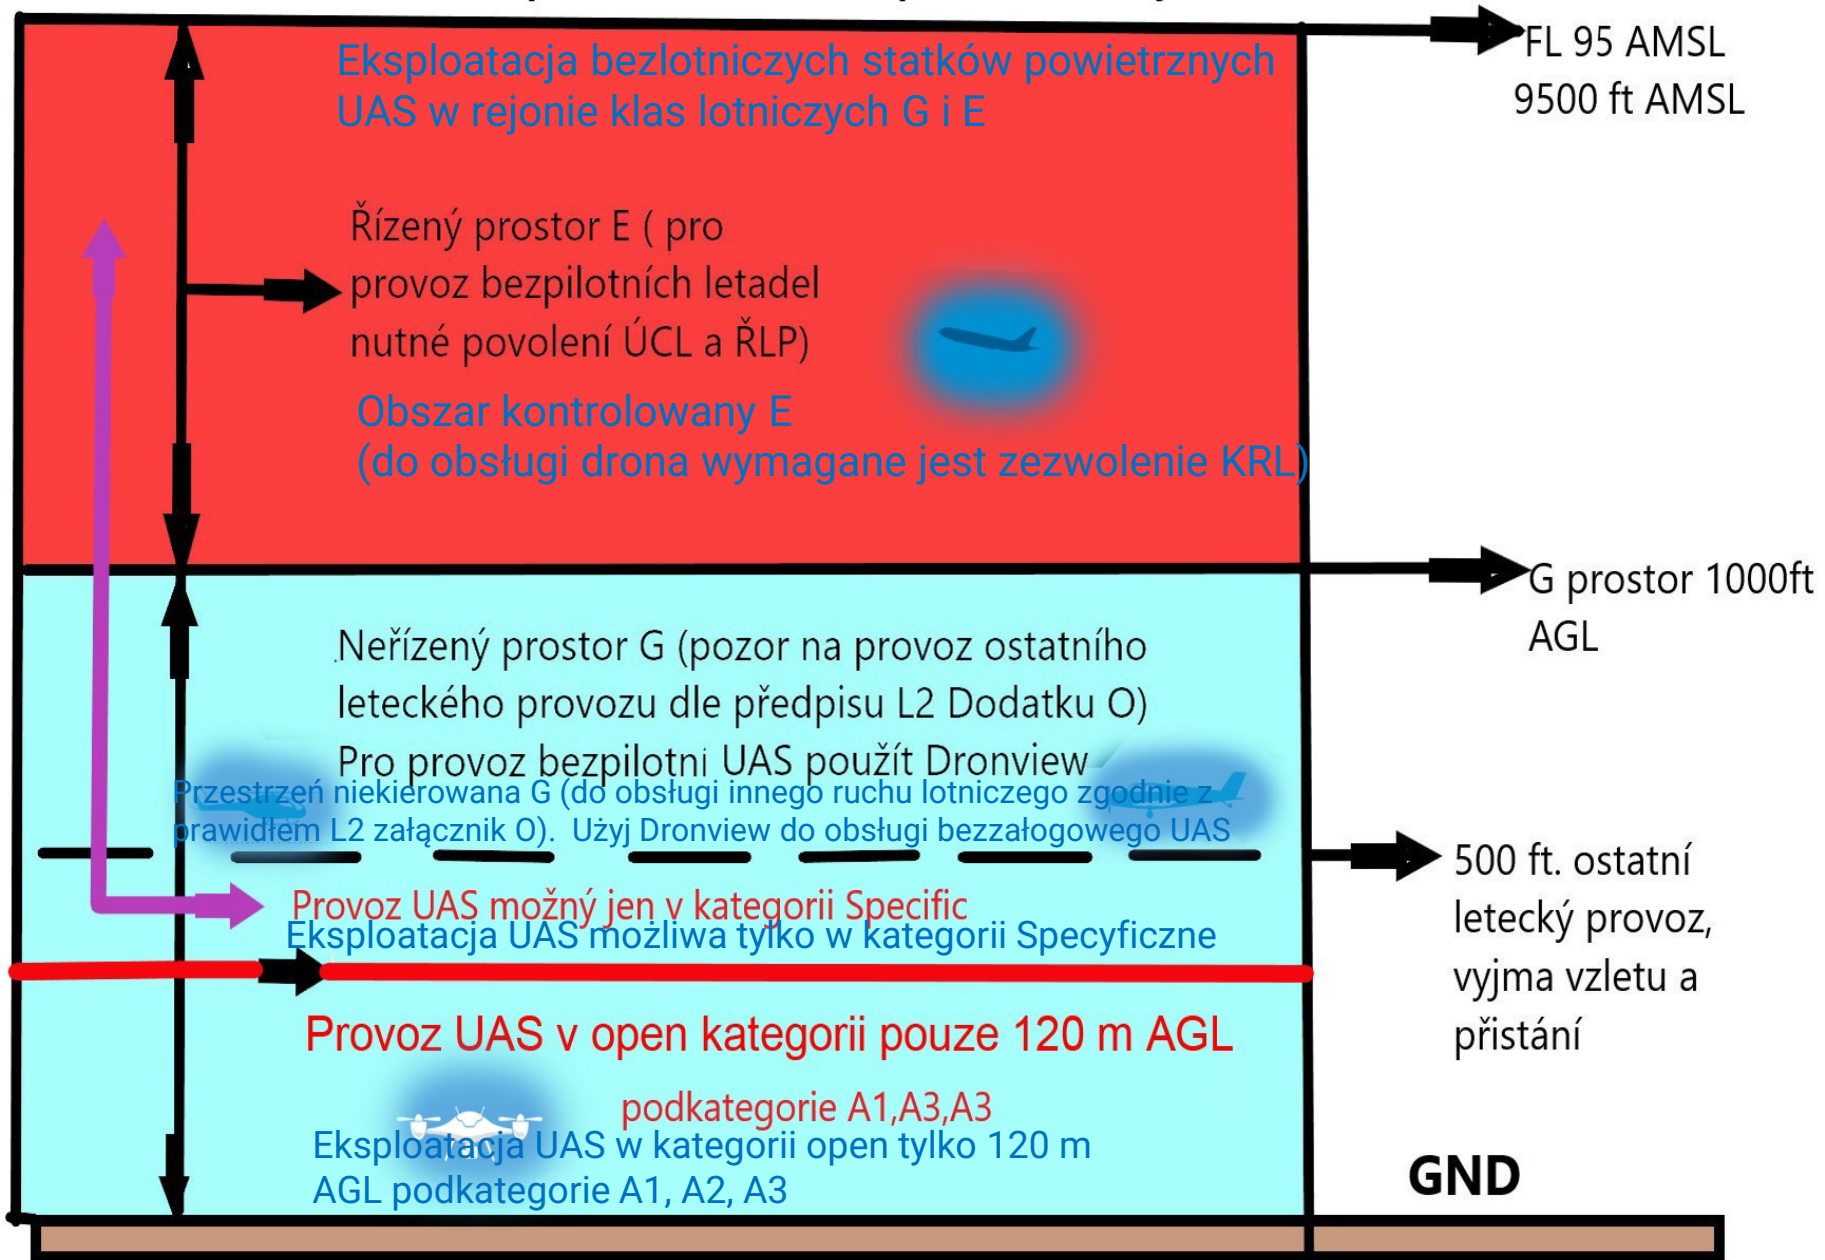 Eksploatacja bezlotniczych statków powietrznych
UAS w rejonie klas lotniczych G i E
FL 95 AMSL
9500 ft AMSL
Řízený prostor E ( pro
provoz bezpilotních letadel
nutné povolení ÚCL a ŘLP)
Obszar kontrolowany E
(do obsługi drona wymagane jest zezwolenie KRL)
G prostor 1000ft
AGL
Neřízený prostor G (pozor na provoz ostatního
leteckého provozu dle předpisu L2 Dodatku O)
Pro provoz bezpilotní UAS použít Dronview
Przestrzeń niekierowana G (do obsługi innego ruchu lotniczego zgodnie z
prawidłem L2 załącznik O). Użyj Dronview do obsługi bezzałogowego UAS
500 ft. ostatní
letecký provoz,
vyjma vzletu a
přistání
Provoz UAS možný jen v kategorii Specific
Eksploatacja UAS możliwa tylko w kategorii Specyficzne
Provoz UAS v open kategorii pouze 120 m AGL
podkategorie A1,A3,A3
Eksploatacja UAS w kategorii open tylko 120 m
AGL podkategorie A1, A2, A3
GND